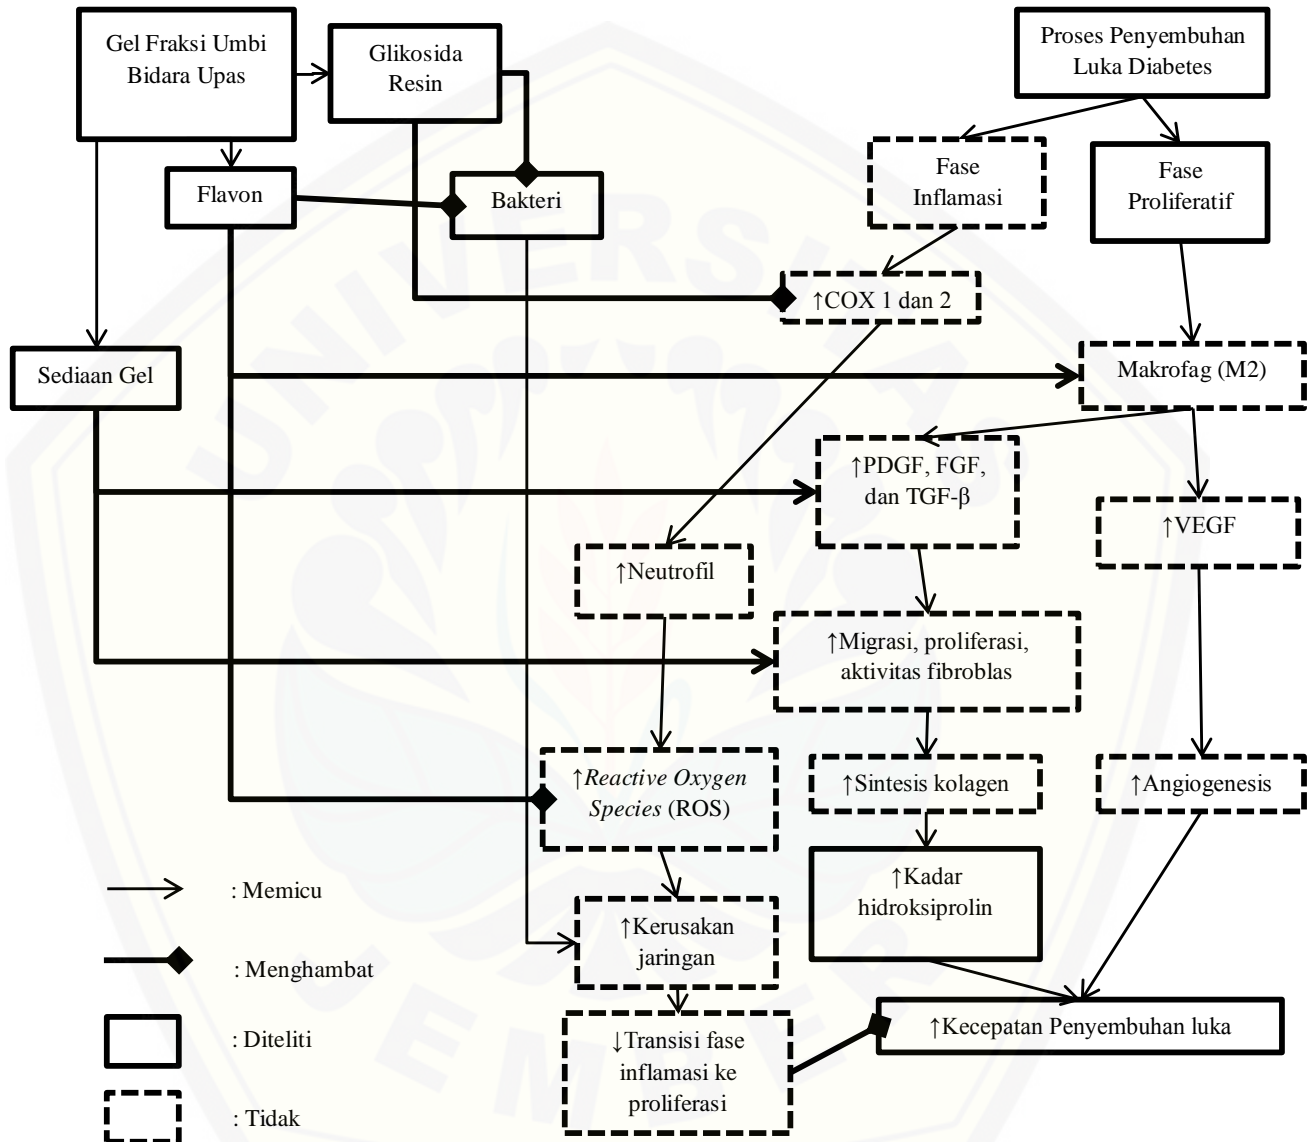 Gel Fraksi Umbi
Bidara Upas
Glikosida
Resin
Proses Penyembuhan
Luka Diabetes
Flavon
Bakteri
Fase
Inflamasi
Fase
Proliferatif
↑COX 1 dan 2
Sediaan Gel
Makrofag (M2)
↑PDGF, FGF,
dan TGF-β
↑VEGF
↑Neutrofil
↑Migrasi, proliferasi,
aktivitas fibroblas
↑Reactive Oxygen
Species (ROS)
↑Sintesis kolagen
↑Angiogenesis
↑Kadar
hidroksiprolin
↑Kerusakan
jaringan
↓Transisi fase
inflamasi ke
proliferasi
↑Kecepatan Penyembuhan luka
: Memicu
: Menghambat
: Diteliti
: Tidak
UNIVERSITAS
JEMBER